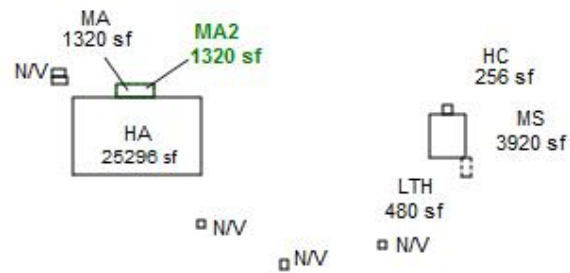 MA
1320 sf
MA2
1320 sf
N/V
HA
25296 sf
HC
256 sf
MS
3920 sf
LTH
480 sf
N/V
N/V
N/V